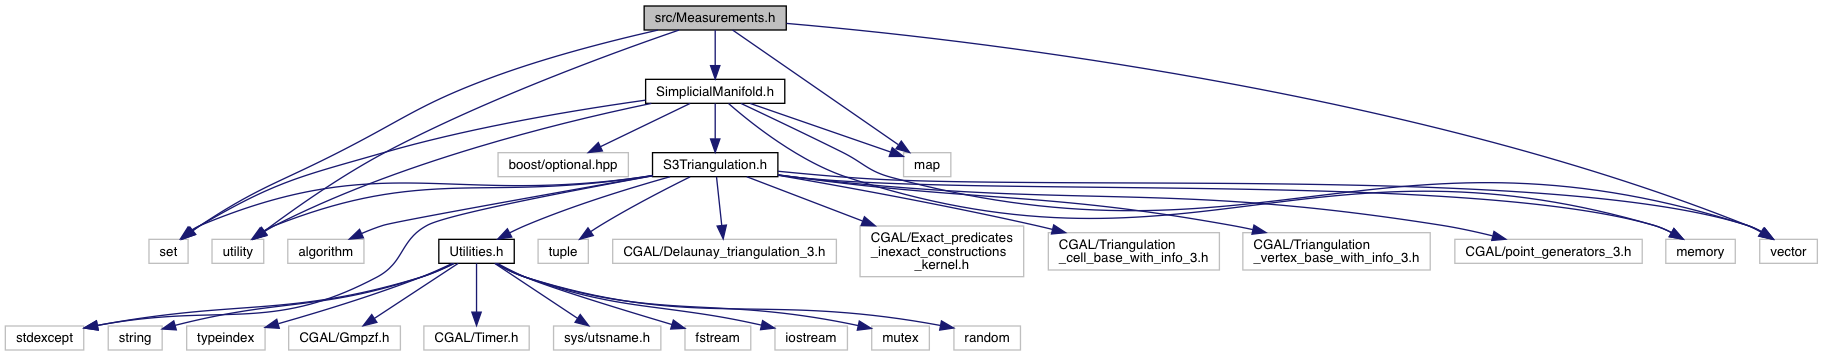 src/Measurements.h
SimplicialManifold.h
boost/optional.hpp
S3Triangulation.h
map
set
utility
algorithm
Utilities.h
tuple
CGAL/Delaunay_triangulation_3.h
CGAL/Exact_predicates
_inexact_constructions
_kernel.h
CGAL/Triangulation
_cell_base_with_info_3.h
CGAL/Triangulation
_vertex_base_with_info_3.h
CGAL/point_generators_3.h
memory
vector
stdexcept
string
typeindex
CGAL/Gmpzf.h
CGAL/Timer.h
sys/utsname.h
fstream
iostream
mutex
random